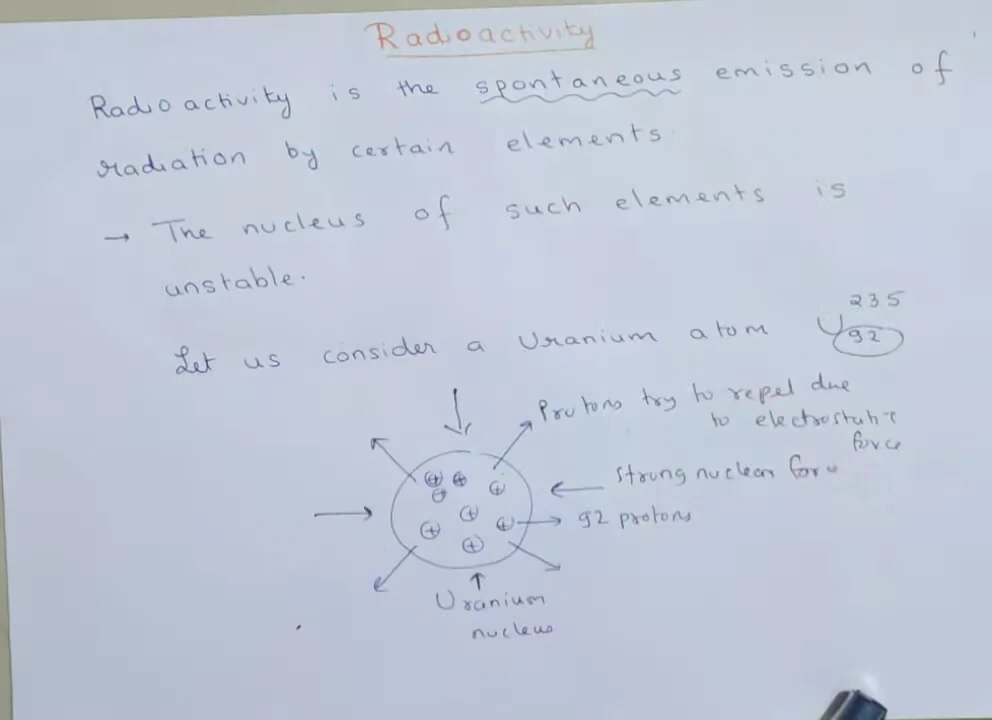 Radioactivity
Radioactivity is the spontaneous emission of
radiation by certain elements.
→ The nucleus of such elements is
unstable.
Let us consider a Uranium atom U 235 92
Protons try to repel due
to electrostatic
force
strong nuclear force
92 protons
Uranium
nucleus